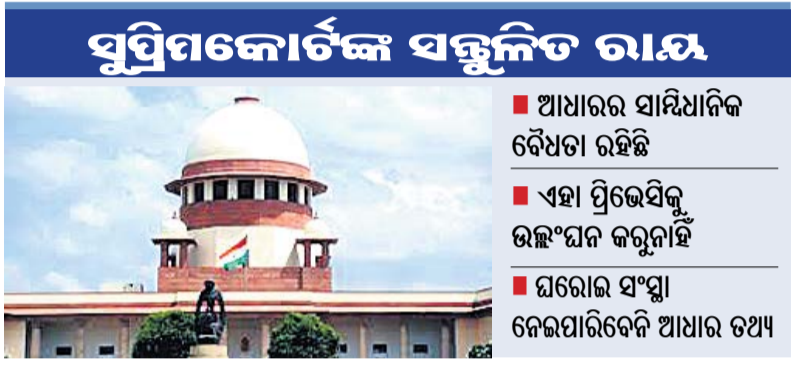 ସୁପ୍ରିମକୋର୍ଟଙ୍କ ସନ୍ତୁଳିତ ରାୟ
■ ଆଧାରର ସାମ୍ବିଧାନିକ
ବୈଧତା ରହିଛି
■ ଏହା ପ୍ରିଭେସିକୁ
ଉଲ୍ଲଂଘନ କରୁନାହିଁ
■ ଘରୋଇ ସଂସ୍ଥା
ନେଇପାରିବେନି ଆଧାର ତଥ୍ୟ